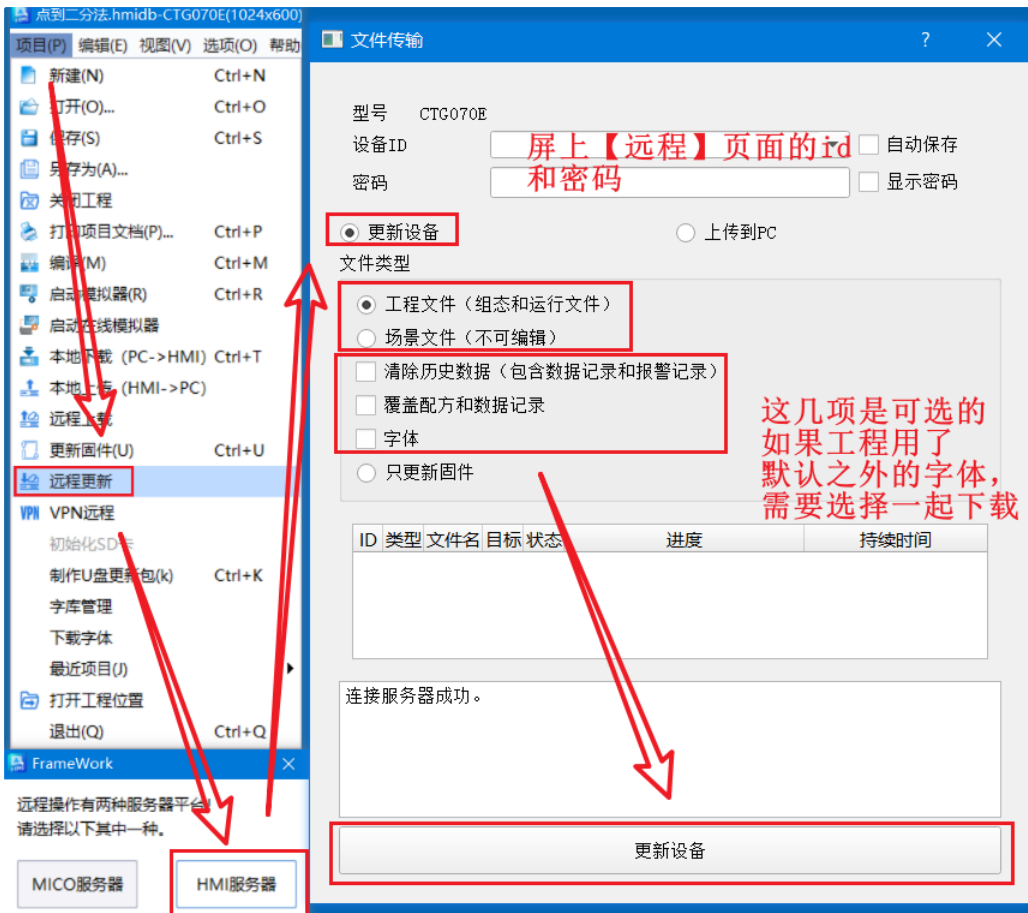 点到二分法.hmidb-CTG070E(1024x600)
项目(P) 编辑(E) 视图(V) 选项(O) 帮助
新建(N) Ctrl+N
打开(O)... Ctrl+O
保存(S) Ctrl+S
另存为(A)...
关闭工程
打印项目文档(P)... Ctrl+P
编译(M) Ctrl+M
启动模拟器(R) Ctrl+R
启动在线模拟器
本地下载 (PC->HMI) Ctrl+T
本地上传 (HMI->PC)
远程上载
更新固件(U) Ctrl+U
远程更新
VPN VPN远程
初始化SD卡
制作U盘更新包(k) Ctrl+K
字库管理
下载字体
最近项目(J)
打开工程位置
退出(Q) Ctrl+Q
FrameWork
远程操作有两种服务器平台!
请选择以下其中一种。
MICO服务器 HMI服务器
文件传输
型号 CTG070E
设备ID 自动保存
密码 显示密码
屏上【远程】页面的id
和密码
更新设备 上传到PC
文件类型
工程文件（组态和运行文件）
场景文件（不可编辑）
清除历史数据（包含数据记录和报警记录）
覆盖配方和数据记录
字体
只更新固件
这几项是可选的
如果工程用了
默认之外的字体，
需要选择一起下载
ID 类型 文件名 目标 状态 进度 持续时间
连接服务器成功。
更新设备